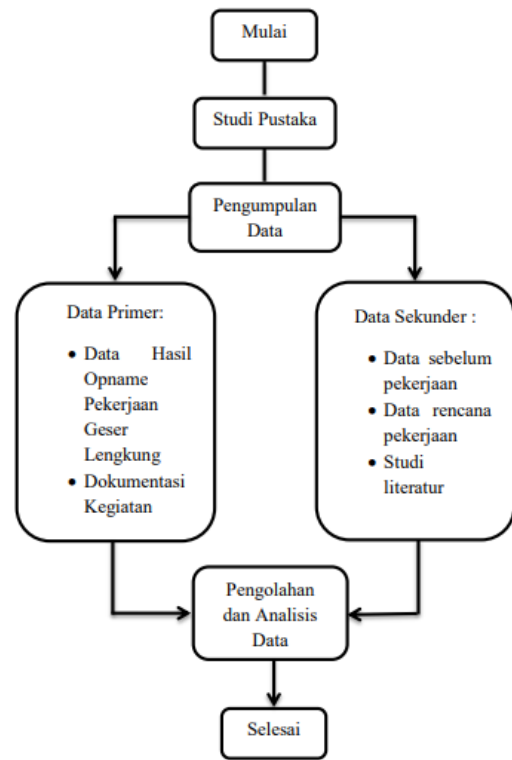 Mulai
Studi Pustaka
Pengumpulan
Data
Data Primer:
• Data Hasil
Opname
Pekerjaan
Geser
Lengkung
• Dokumentasi
Kegiatan
Data Sekunder :
• Data sebelum
pekerjaan
• Data rencana
pekerjaan
• Studi
literatur
Pengolahan
dan Analisis
Data
Selesai